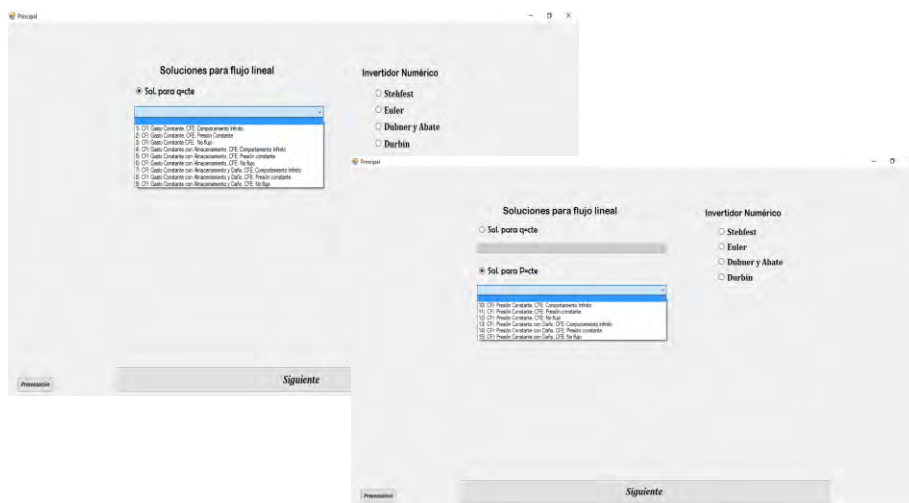 Principal
Soluciones para flujo lineal
Sol. para q=cte
1) CFI: Gasto Constante, CFE: Comportamiento Infinito
2) CFI: Gasto Constante, CFE: Presión Constante
3) CFI: Gasto Constante CFE: No flujo
4) CFI: Gasto Constante con Almacenamiento, CFE: Comportamiento Infinito
5) CFI: Gasto Constante con Almacenamiento, CFE: Presión constante
6) CFI: Gasto Constante con Almacenamiento, CFE: No flujo
7) CFI: Gasto Constante con Almacenamiento y Daño, CFE: Comportamiento Infinito
8) CFI: Gasto Constante con Almacenamiento y Daño, CFE: Presión constante
9) CFI: Gasto Constante con Almacenamiento y Daño, CFE: No flujo
Invertidor Numérico
Stehfest
Euler
Dubner y Abate
Durbin
Presentación
Siguiente
Principal
Soluciones para flujo lineal
Sol. para q=cte
Sol. para P=cte
10) CFI: Presión Constante, CFE: Comportamiento Infinito
11) CFI: Presión Constante, CFE: Presión constante
12) CFI: Presión Constante, CFE: No flujo
13) CFI: Presión Constante con Daño, CFE: Comportamiento infinito
14) CFI: Presión Constante con Daño, CFE: Presión constante
15) CFI: Presión Constante con Daño, CFE: No flujo
Invertidor Numérico
Stehfest
Euler
Dubner y Abate
Durbin
Presentación
Siguiente